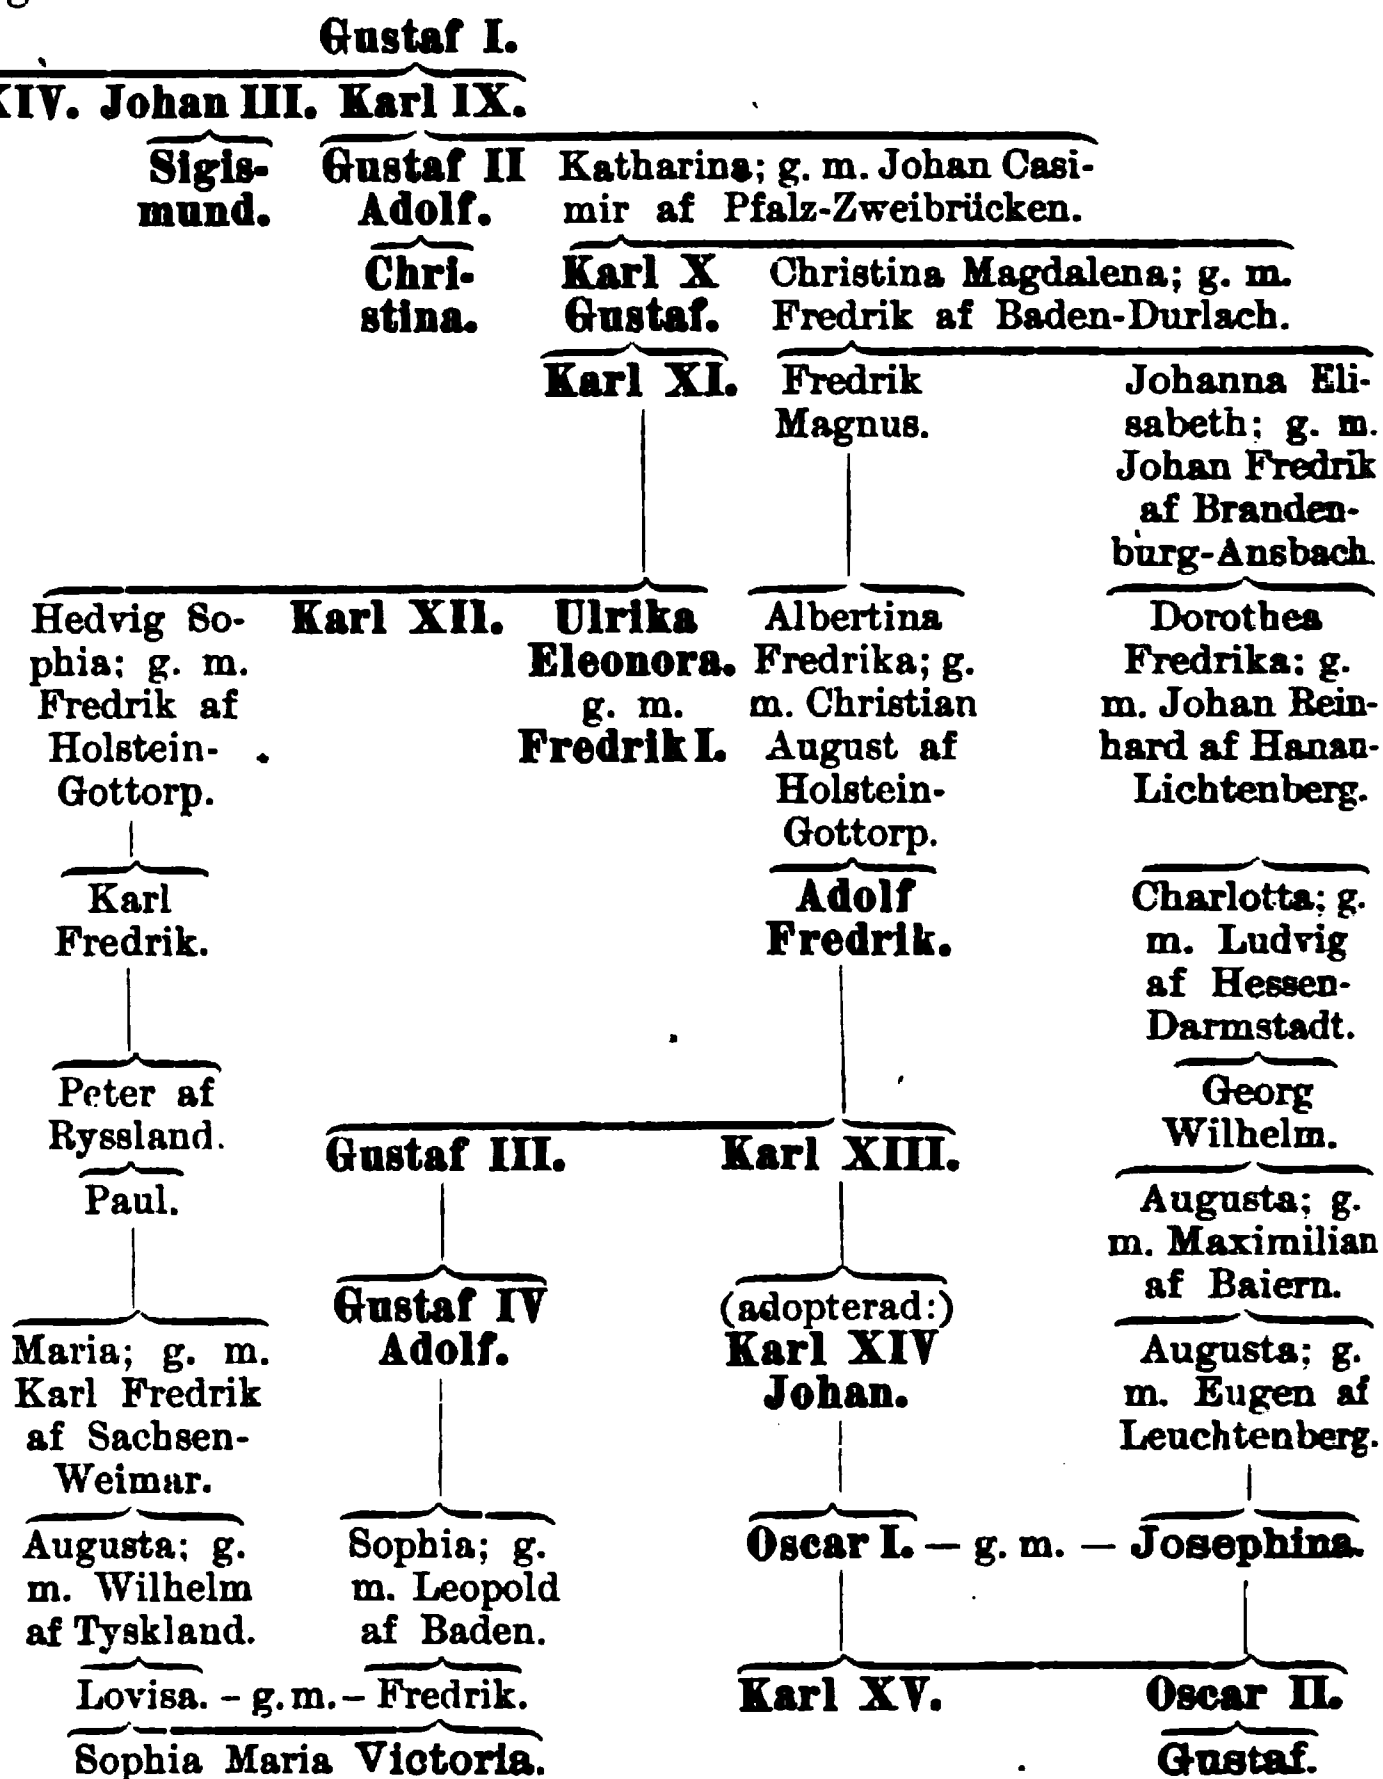 Gustaf I.
XIV. Johan III. Karl IX.
Sigis-
mund.
Gustaf II
Adolf.
Katharina; g. m. Johan Casi-
mir af Pfalz-Zweibrücken.
Chri-
stina.
Karl X
Gustaf.
Christina Magdalena; g. m.
Fredrik af Baden-Durlach.
Karl XI.
Fredrik
Magnus.
Johanna Eli-
sabeth; g. m.
Johan Fredrik
af Branden-
burg-Ansbach.
Hedvig So-
phia; g. m.
Fredrik af
Holstein-
Gottorp.
Karl XII.
Ulrika
Eleonora.
g. m.
Fredrik I.
Albertina
Fredrika; g.
m. Christian
August af
Holstein-
Gottorp.
Dorothea
Fredrika; g.
m. Johan Rein-
hard af Hanan-
Lichtenberg.
Karl
Fredrik.
Adolf
Fredrik.
Charlotta; g.
m. Ludvig
af Hessen-
Darmstadt.
Peter af
Ryssland.
Georg
Wilhelm.
Paul.
Gustaf III.
Karl XIII.
Augusta; g.
m. Maximilian
af Baiern.
Maria; g. m.
Karl Fredrik
af Sachsen-
Weimar.
Gustaf IV
Adolf.
(adopterad:)
Karl XIV
Johan.
Augusta; g.
m. Eugen af
Leuchtenberg.
Augusta; g.
m. Wilhelm
af Tyskland.
Sophia; g.
m. Leopold
af Baden.
Oscar I. — g. m. — Josephina.
Lovisa. – g. m. – Fredrik.
Karl XV.
Oscar II.
Sophia Maria Victoria.
Gustaf.